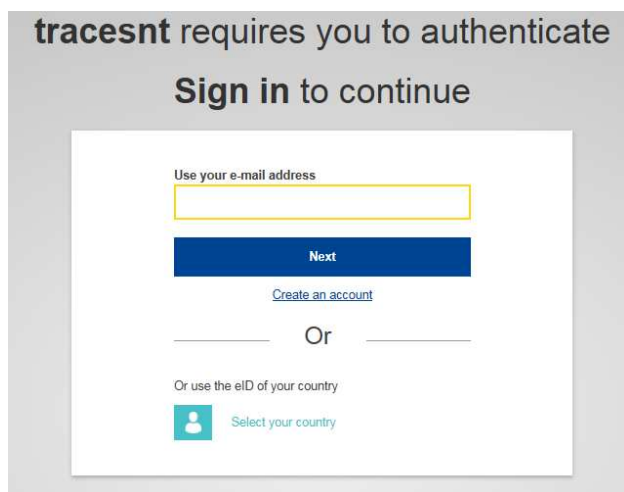 tracesnt requires you to authenticate
Sign in to continue
Use your e-mail address
Next
Create an account
Or
Or use the eID of your country
Select your country